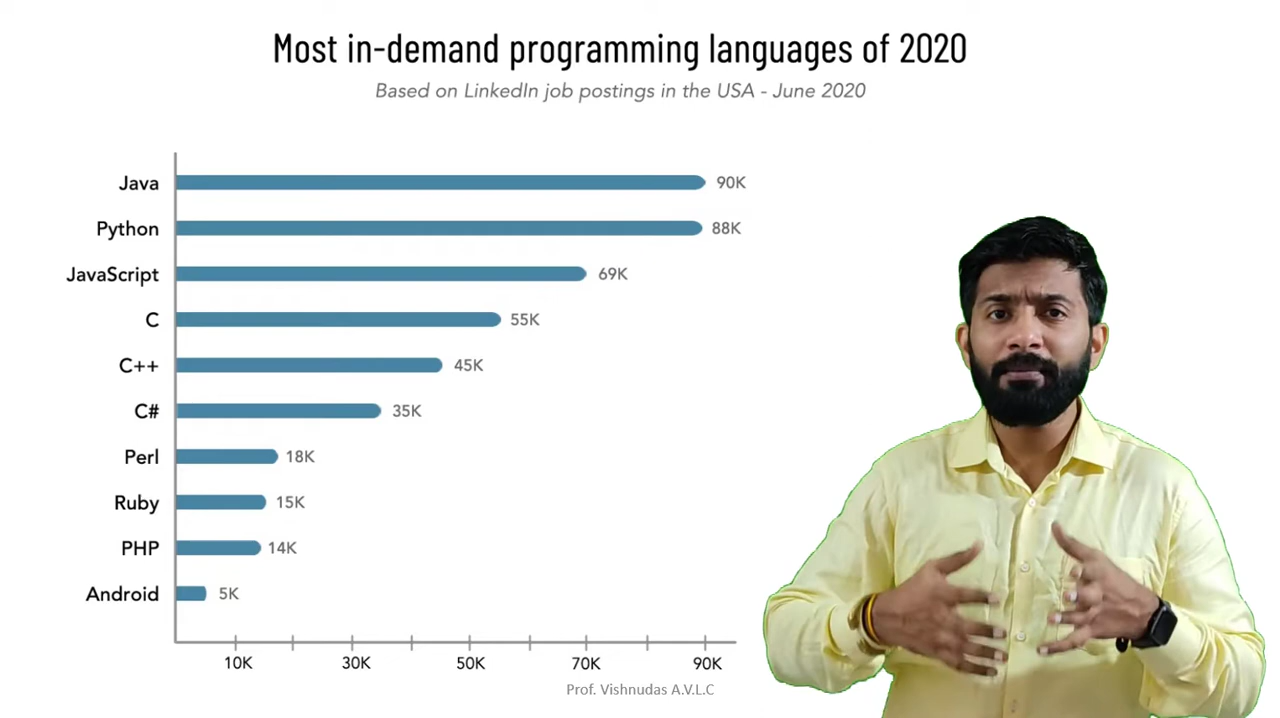 Most in-demand programming languages of 2020
Based on LinkedIn job postings in the USA - June 2020
Java 90K
Python 88K
JavaScript 69K
C 55K
C++ 45K
C# 35K
Perl 18K
Ruby 15K
PHP 14K
Android 5K
10K 30K 50K 70K 90K
Prof. Vishnudas A.V.L.C